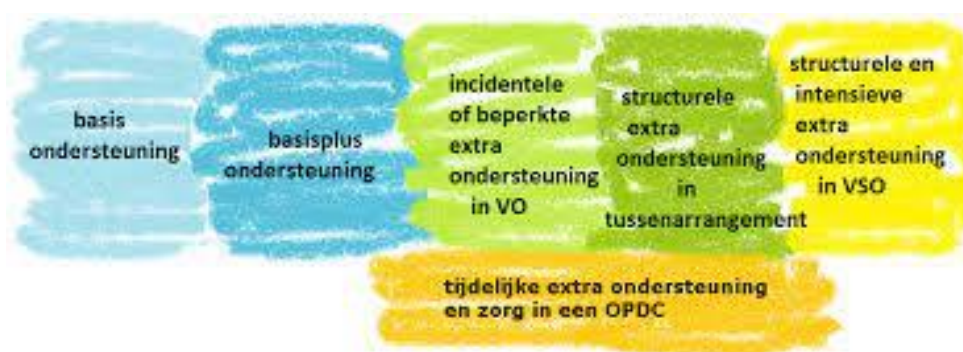 basis
ondersteuning
basisplus
ondersteuning
incidentele
of beperkte
extra
ondersteuning
in VO
structurele
extra
ondersteuning
in
tussenarrangement
structurele en
intensieve
extra
ondersteuning
in VSO
tijdelijke extra ondersteuning
en zorg in een OPDC